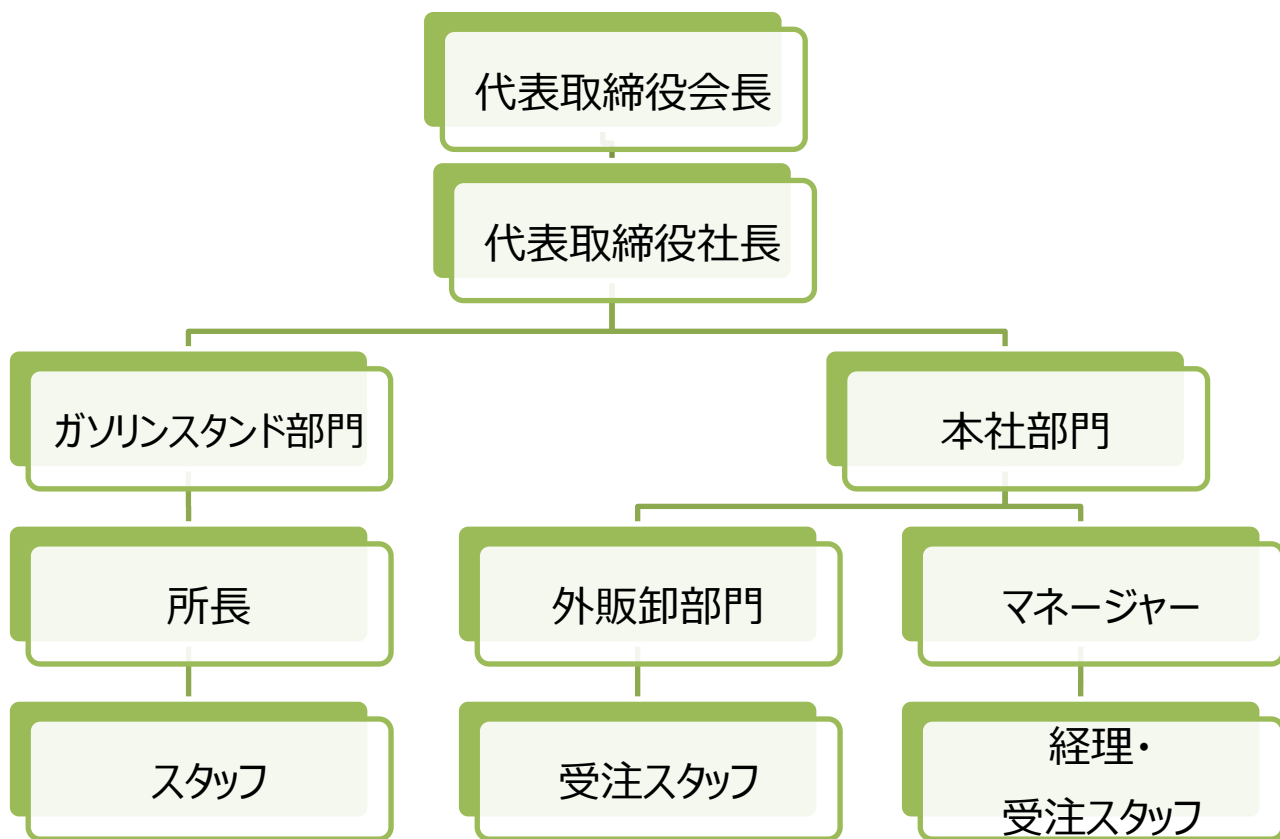 代表取締役会長
代表取締役社長
ガソリンスタンド部門
本社部門
所長
外販卸部門
マネージャー
スタッフ
受注スタッフ
経理・
受注スタッフ